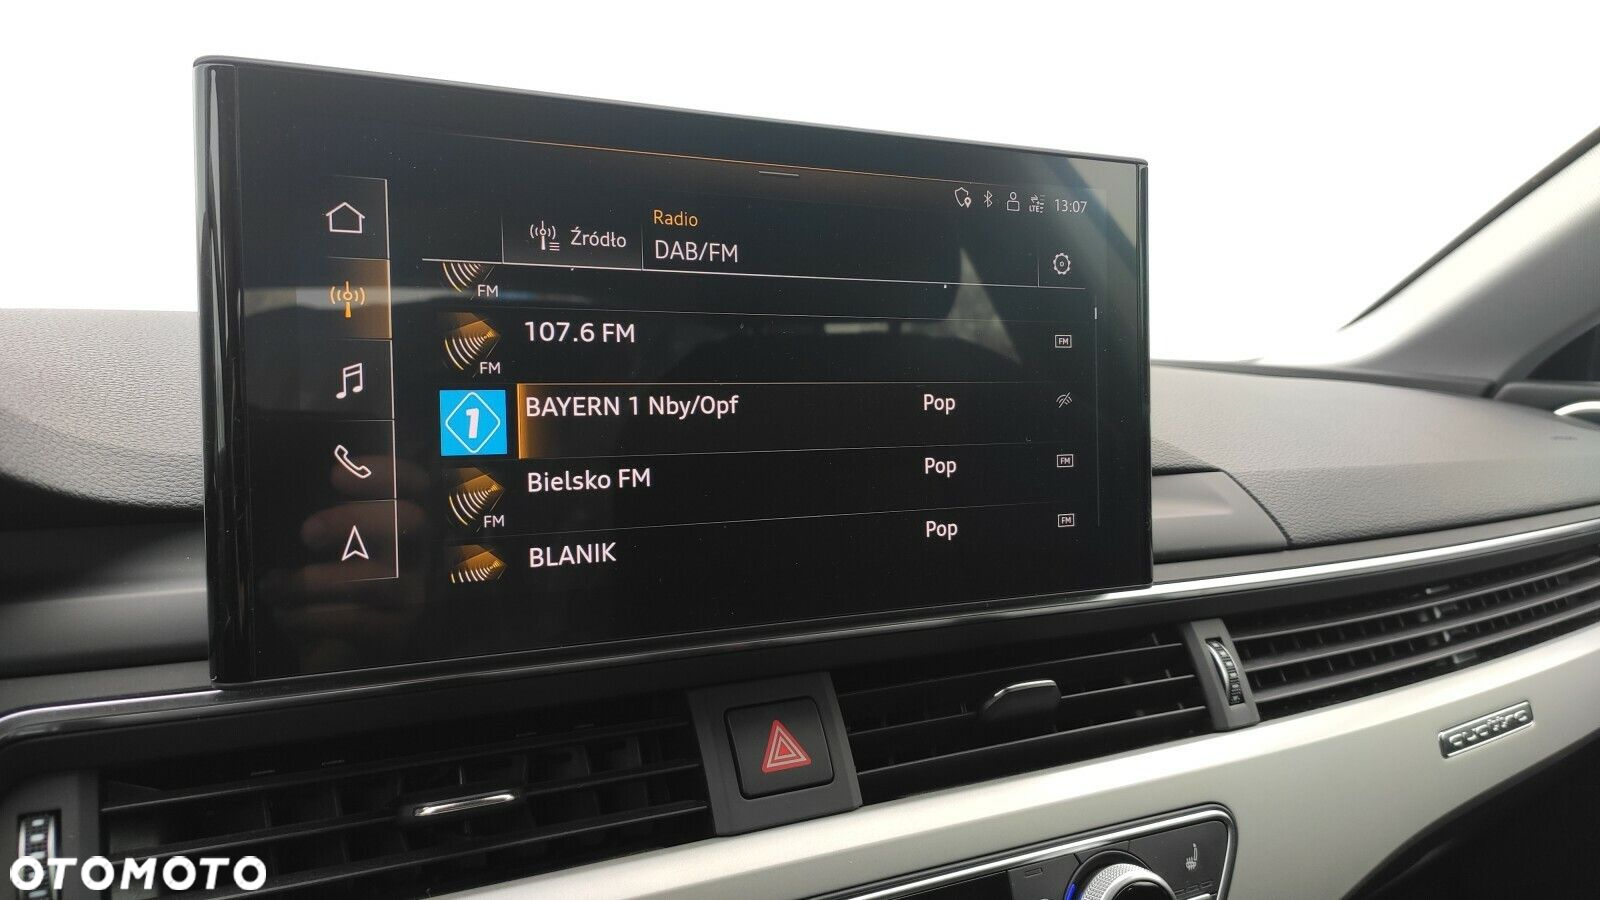 LTE 13:07
Radio
Źródło
DAB/FM
FM
107.6 FM
FM
FM
1
BAYERN 1 Nby/Opf
Pop
Bielsko FM
Pop
FM
FM
BLANIK
Pop
FM
quattro
OTOMOTO